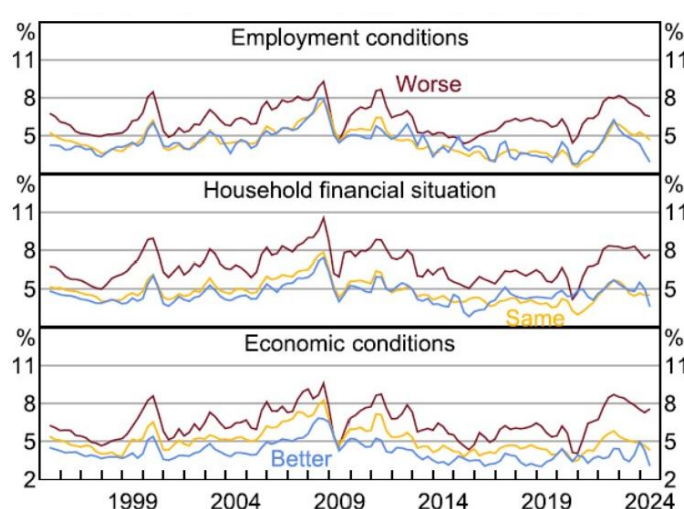 % Employment conditions %
11 11
Worse
8 8
5 5
% Household financial situation %
11 11
8 8
5 5
Same
Economic conditions
11 11
8 8
5 5
Better
2 2
1999 2004 2009 2014 2019 2024